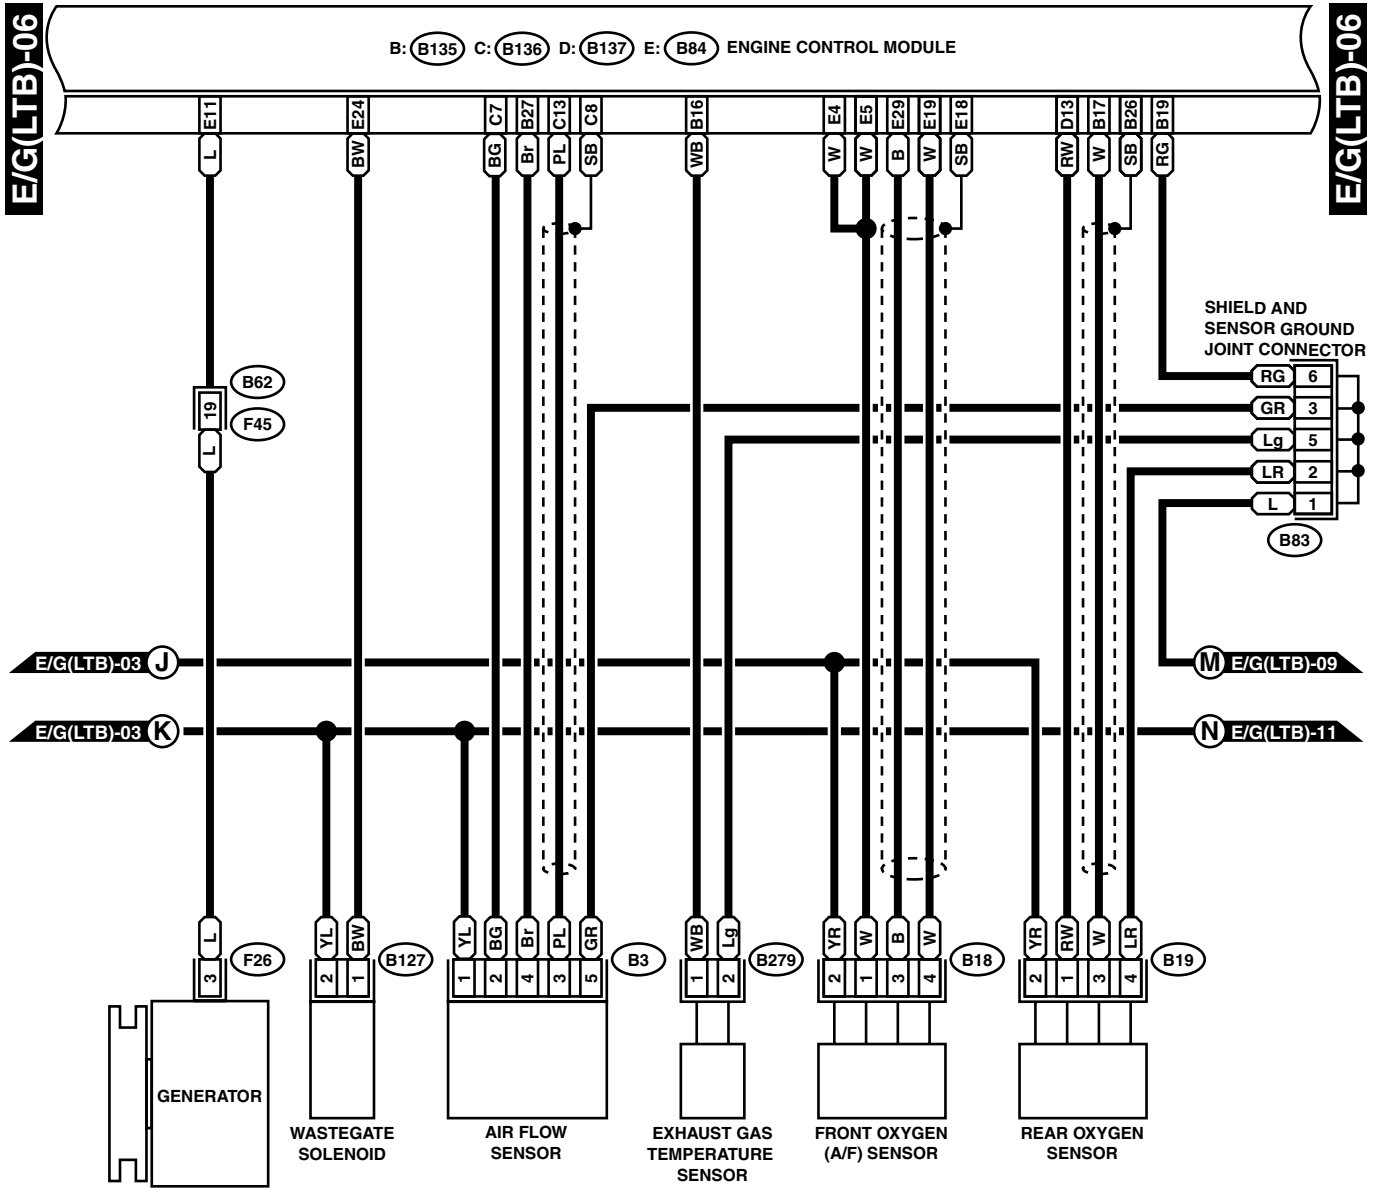 E/G(LTB)-06
E/G(LTB)-06
B: B135 C: B136 D: B137 E: B84 ENGINE CONTROL MODULE
E11 E24 C7 B27 C13 C8 B16 E4 E5 E29 E19 E18 D13 B17 B26 B19
L BW BG Br PL SB WB W W B W SB RW W SB RG
SHIELD AND
SENSOR GROUND
JOINT CONNECTOR
RG 6
GR 3
Lg 5
LR 2
L 1
B83
B62
19
F45
L
E/G(LTB)-03 J
M E/G(LTB)-09
E/G(LTB)-03 K
N E/G(LTB)-11
L YL BW YL BG Br PL GR WB Lg YR W B W YR RW W LR
3 F26 2 1 B127 1 2 4 3 5 B3 1 2 B279 2 1 3 4 B18 2 1 3 4 B19
GENERATOR
WASTEGATE
SOLENOID
AIR FLOW
SENSOR
EXHAUST GAS
TEMPERATURE
SENSOR
FRONT OXYGEN
(A/F) SENSOR
REAR OXYGEN
SENSOR